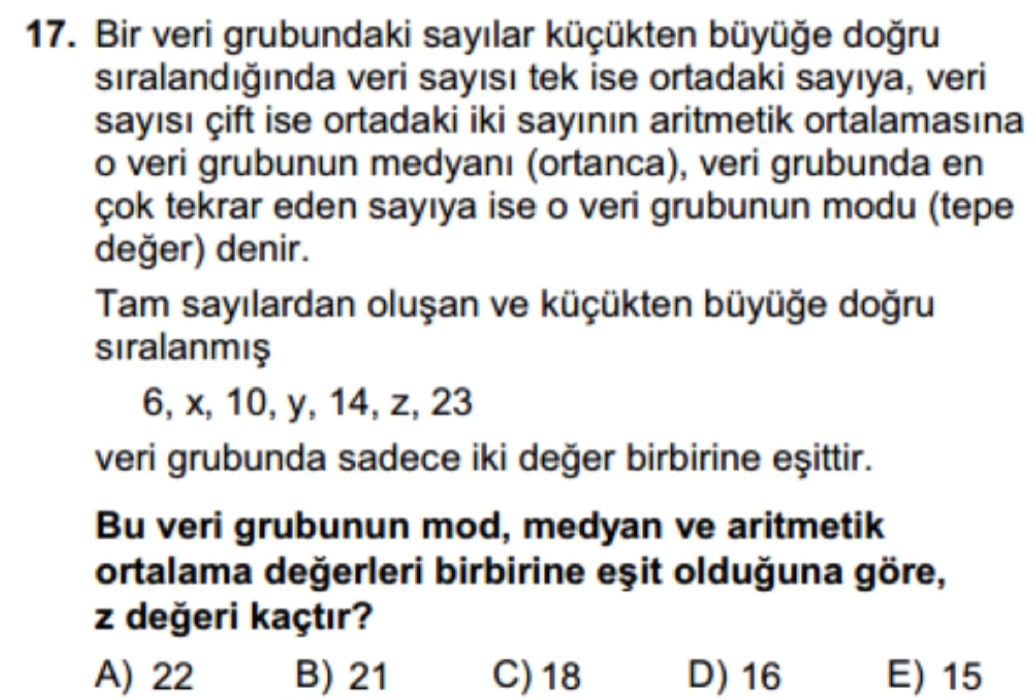 17. Bir veri grubundaki sayılar küçükten büyüğe doğru
sıralandığında veri sayısı tek ise ortadaki sayıya, veri
sayısı çift ise ortadaki iki sayının aritmetik ortalamasına
o veri grubunun medyanı (ortanca), veri grubunda en
çok tekrar eden sayıya ise o veri grubunun modu (tepe
değer) denir.
Tam sayılardan oluşan ve küçükten büyüğe doğru
sıralanmış
6, x, 10, y, 14, z, 23
veri grubunda sadece iki değer birbirine eşittir.
Bu veri grubunun mod, medyan ve aritmetik
ortalama değerleri birbirine eşit olduğuna göre,
z değeri kaçtır?
A) 22 B) 21 C) 18 D) 16 E) 15